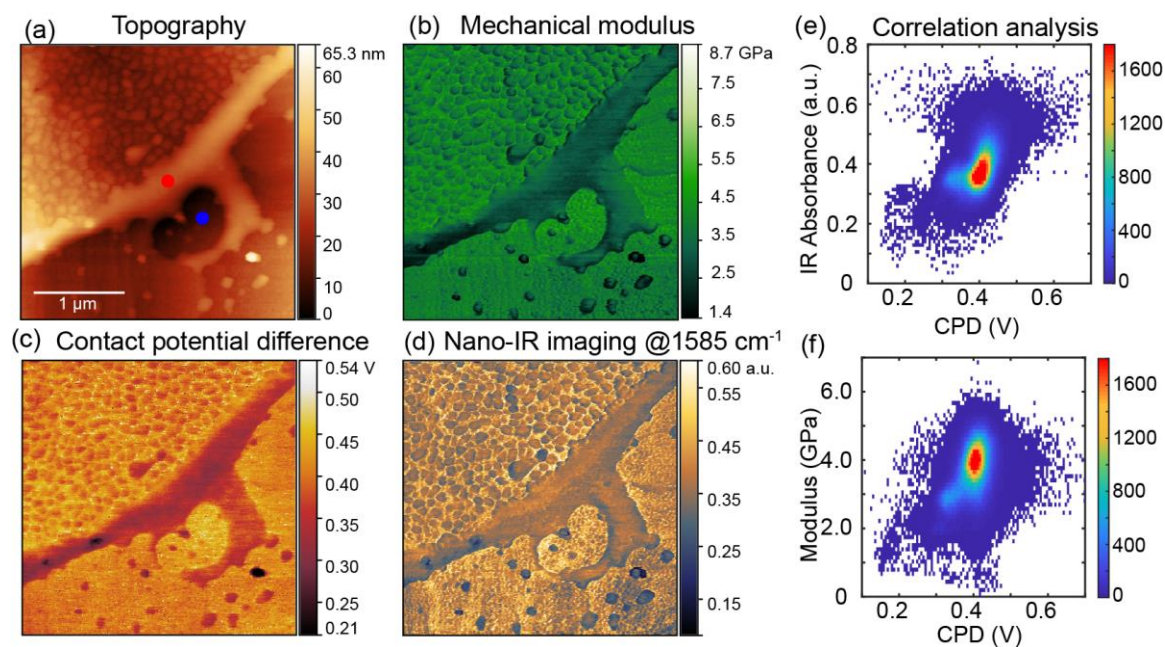 (a) Topography
65.3 nm
60
50
40
30
20
10
0
1 µm
(b) Mechanical modulus
8.7 GPa
7.5
6.5
5.5
4.5
3.5
2.5
1.4
(e) Correlation analysis
0.8
0.6
0.4
0.2
0
IR Absorbance (a.u.)
0.2 0.4 0.6
CPD (V)
1600
1200
800
400
0
(c) Contact potential difference
0.54 V
0.50
0.45
0.40
0.35
0.30
0.25
0.21
(d) Nano-IR imaging @1585 cm⁻¹
0.60 a.u.
0.55
0.45
0.35
0.25
0.15
(f)
6.0
4.0
2.0
0
Modulus (GPa)
0.2 0.4 0.6
CPD (V)
1600
1200
800
400